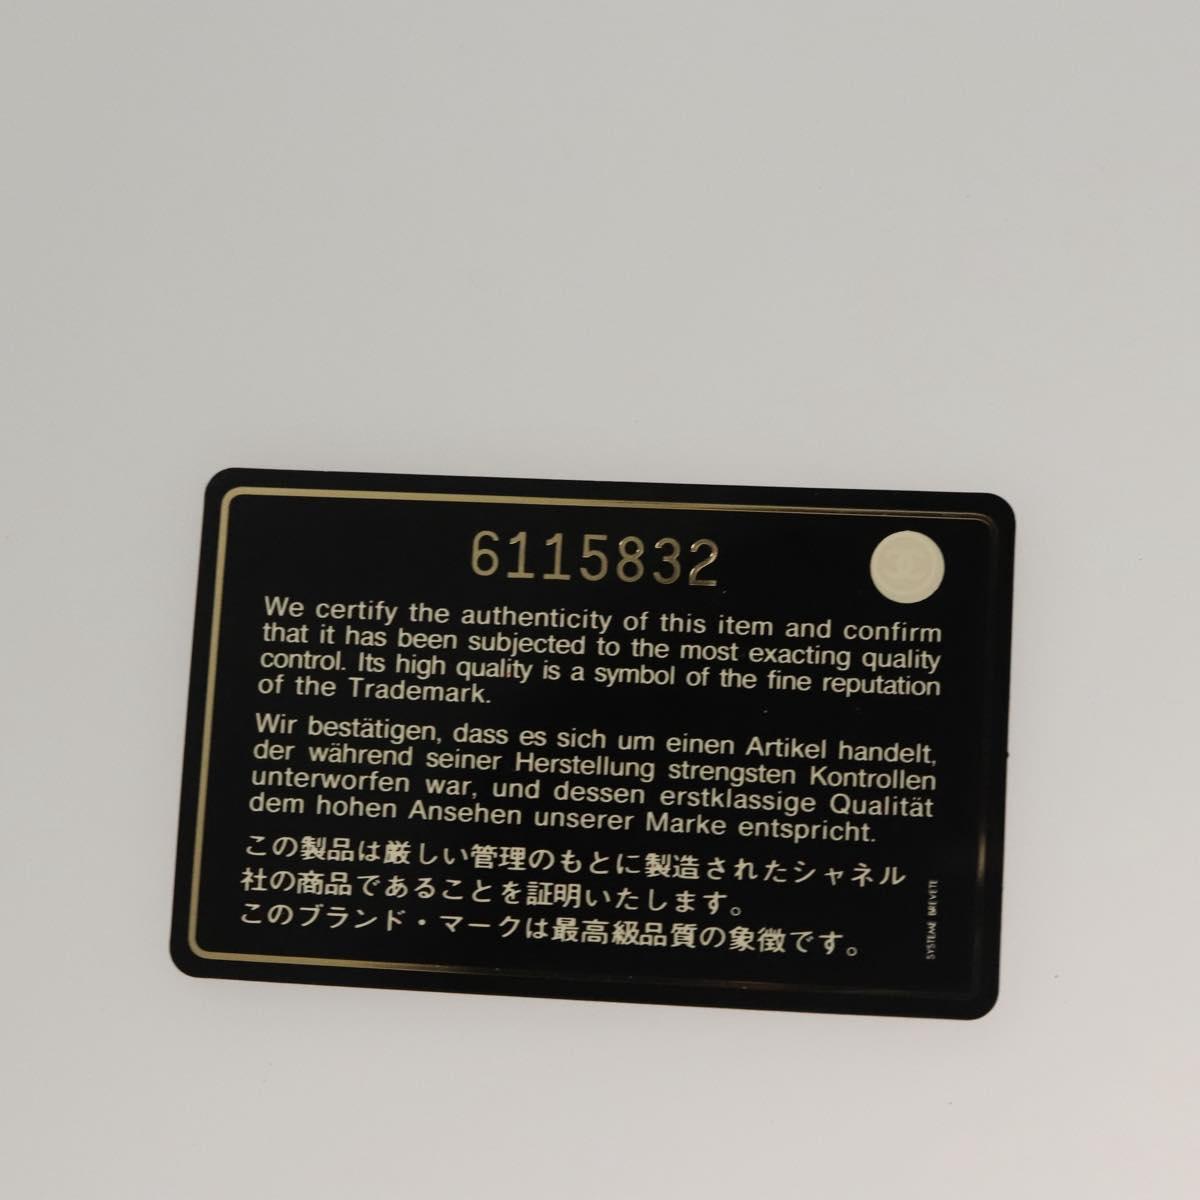 6115832
We certify the authenticity of this item and confirm
that it has been subjected to the most exacting quality
control. Its high quality is a symbol of the fine reputation
of the Trademark.
Wir bestätigen, dass es sich um einen Artikel handelt,
der während seiner Herstellung strengsten Kontrollen
unterworfen war, und dessen erstklassige Qualität
dem hohen Ansehen unserer Marke entspricht.
この製品は厳しい管理のもとに製造されたシャネル
社の商品であることを証明いたします。
このブランド・マークは最高級品質の象徴です。
SYSTEME BREVETE